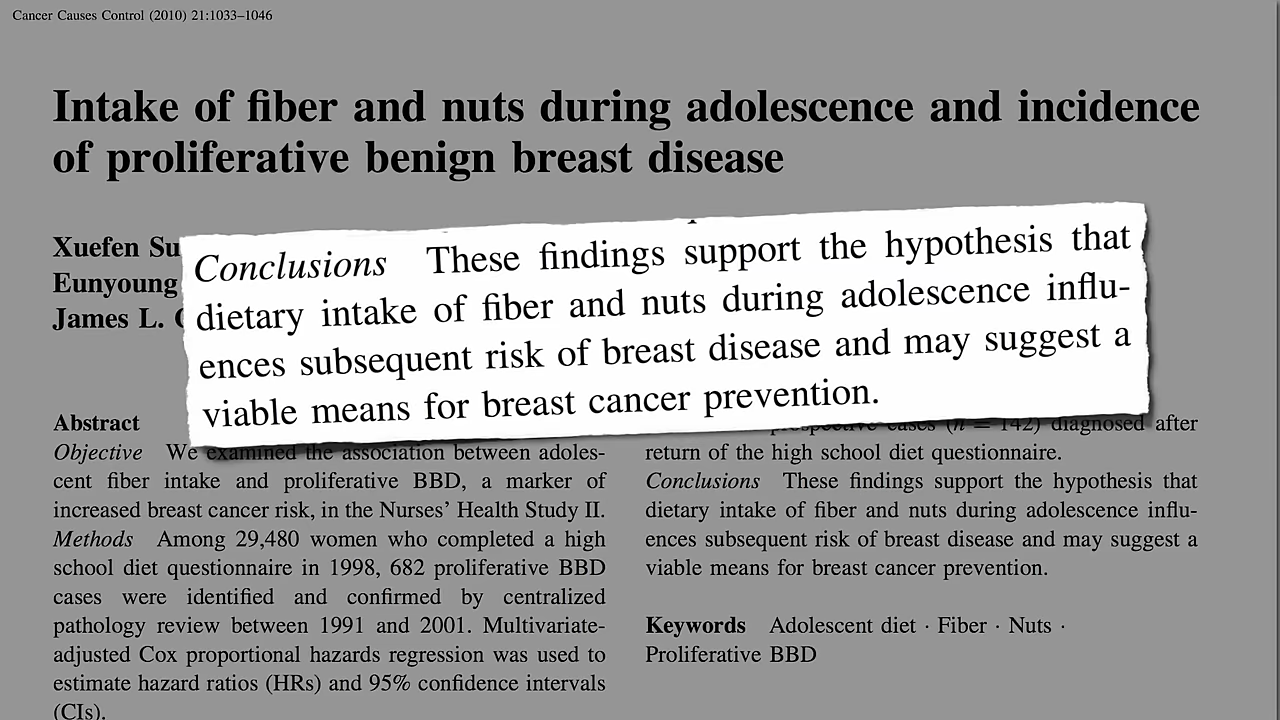 Cancer Causes Control (2010) 21:1033–1046
Intake of fiber and nuts during adolescence and incidence
of proliferative benign breast disease
Xuefen Su
Eunyoung
James L.
Conclusions These findings support the hypothesis that
dietary intake of fiber and nuts during adolescence influ-
ences subsequent risk of breast disease and may suggest a
viable means for breast cancer prevention.
Abstract
Objective We examined the association between adoles-
cent fiber intake and proliferative BBD, a marker of
increased breast cancer risk, in the Nurses' Health Study II.
Methods Among 29,480 women who completed a high
school diet questionnaire in 1998, 682 proliferative BBD
cases were identified and confirmed by centralized
pathology review between 1991 and 2001. Multivariate-
adjusted Cox proportional hazards regression was used to
estimate hazard ratios (HRs) and 95% confidence intervals
(CIs).
prospective cases (n = 142) diagnosed after
return of the high school diet questionnaire.
Conclusions These findings support the hypothesis that
dietary intake of fiber and nuts during adolescence influ-
ences subsequent risk of breast disease and may suggest a
viable means for breast cancer prevention.
Keywords Adolescent diet · Fiber · Nuts ·
Proliferative BBD